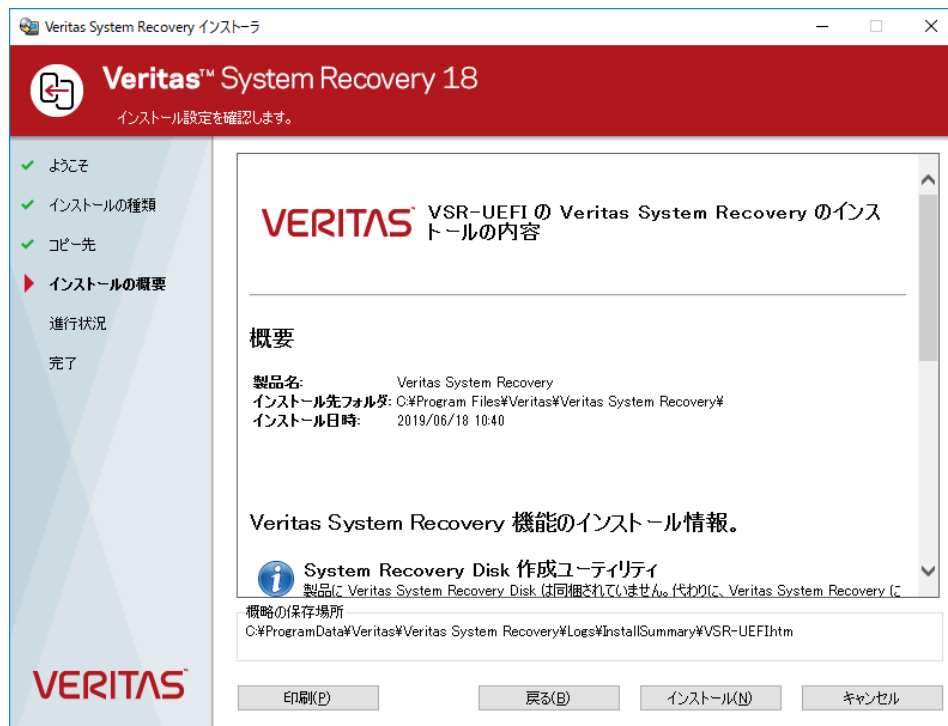 Veritas System Recovery インストーラ
Veritas™ System Recovery 18
インストール設定を確認します。
ようこそ
インストールの種類
コピー先
インストールの概要
進行状況
完了
VERITAS
VSR-UEFI の Veritas System Recovery のインス
トールの内容
概要
製品名: Veritas System Recovery
インストール先フォルダ: C:¥Program Files¥Veritas¥Veritas System Recovery¥
インストール日時: 2019/06/18 10:40
Veritas System Recovery 機能のインストール情報。
System Recovery Disk 作成ユーティリティ
製品に Veritas System Recovery Disk は同梱されていません。代わりに、Veritas System Recovery に
概略の保存場所
C:¥ProgramData¥Veritas¥Veritas System Recovery¥Logs¥InstallSummary¥VSR-UEFI.htm
VERITAS
印刷(P)
戻る(B)
インストール(N)
キャンセル